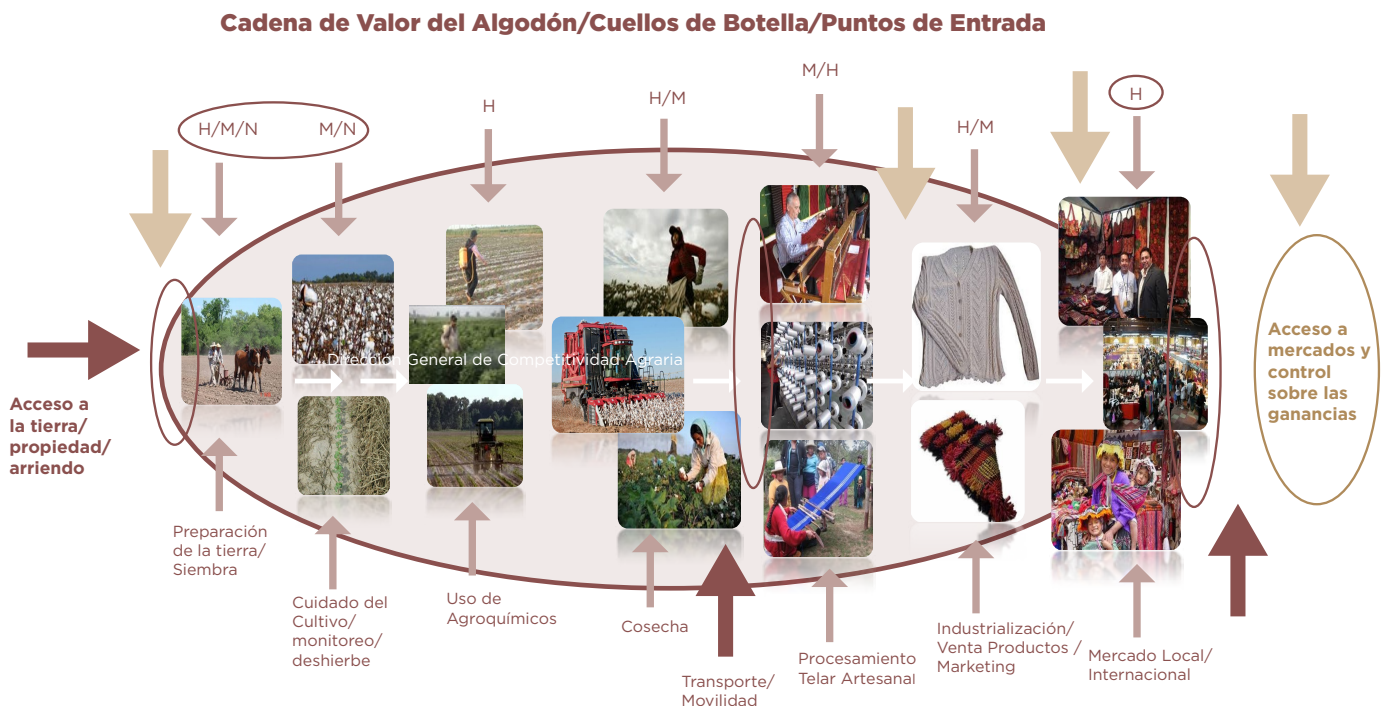 Cadena de Valor del Algodón/Cuellos de Botella/Puntos de Entrada
H/M/N
M/N
H
H/M
M/H
H/M
H
Dirección General de Competitividad Agraria
Acceso a
la tierra/
propiedad/
arriendo
Preparación
de la tierra/
Siembra
Cuidado del
Cultivo/
monitoreo/
deshierbe
Uso de
Agroquímicos
Cosecha
Transporte/
Movilidad
Procesamiento
Telar Artesanal
Industrialización/
Venta Productos /
Marketing
Mercado Local/
Internacional
Acceso a
mercados y
control
sobre las
ganancias